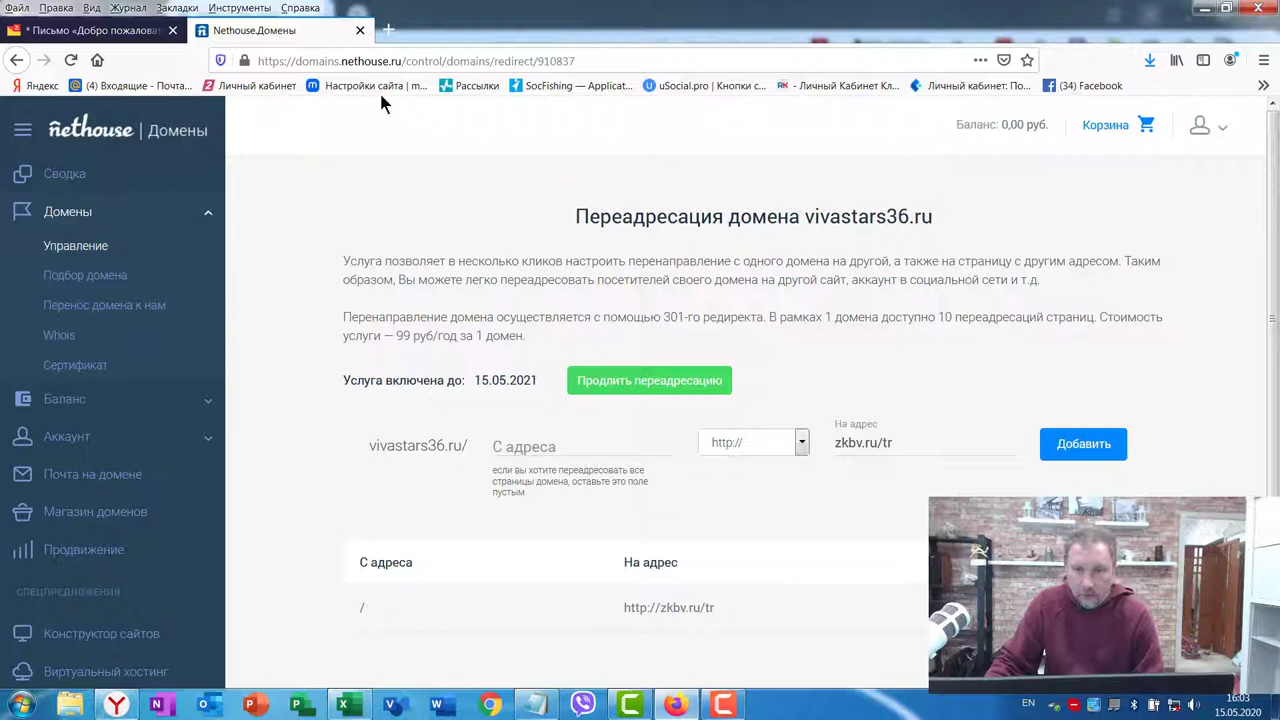 Файл Правка Вид Журнал Закладки Инструменты Справка
* Письмо «Добро пожаловат
Nethouse.Домены
https://domains.nethouse.ru/control/domains/redirect/910837
Яндекс
(4) Входящие - Почта...
Личный кабинет
Настройки сайта | m...
Рассылки
SocFishing — Applicat...
uSocial.pro | Кнопки с...
- Личный Кабинет Кл...
Личный кабинет: По...
(34) Facebook
nethouse | Домены
Баланс: 0,00 руб.
Корзина
Сводка
Домены
Управление
Подбор домена
Перенос домена к нам
Whois
Сертификат
Баланс
Аккаунт
Почта на домене
Магазин доменов
Продвижение
СПЕЦПРЕДЛОЖЕНИЯ
Конструктор сайтов
Виртуальный хостинг
Переадресация домена vivastars36.ru
Услуга позволяет в несколько кликов настроить перенаправление с одного домена на другой, а также на страницу с другим адресом. Таким
образом, Вы можете легко переадресовать посетителей своего домена на другой сайт, аккаунт в социальной сети и т.д.
Перенаправление домена осуществляется с помощью 301-го редиректа. В рамках 1 домена доступно 10 переадресаций страниц. Стоимость
услуги — 99 руб/год за 1 домен.
Услуга включена до: 15.05.2021
Продлить переадресацию
vivastars36.ru/
С адреса
http://
На адрес
zkbv.ru/tr
Добавить
если вы хотите переадресовать все
страницы домена, оставьте это поле
пустым
С адреса На адрес
/ http://zkbv.ru/tr
EN
16:03
15.05.2020